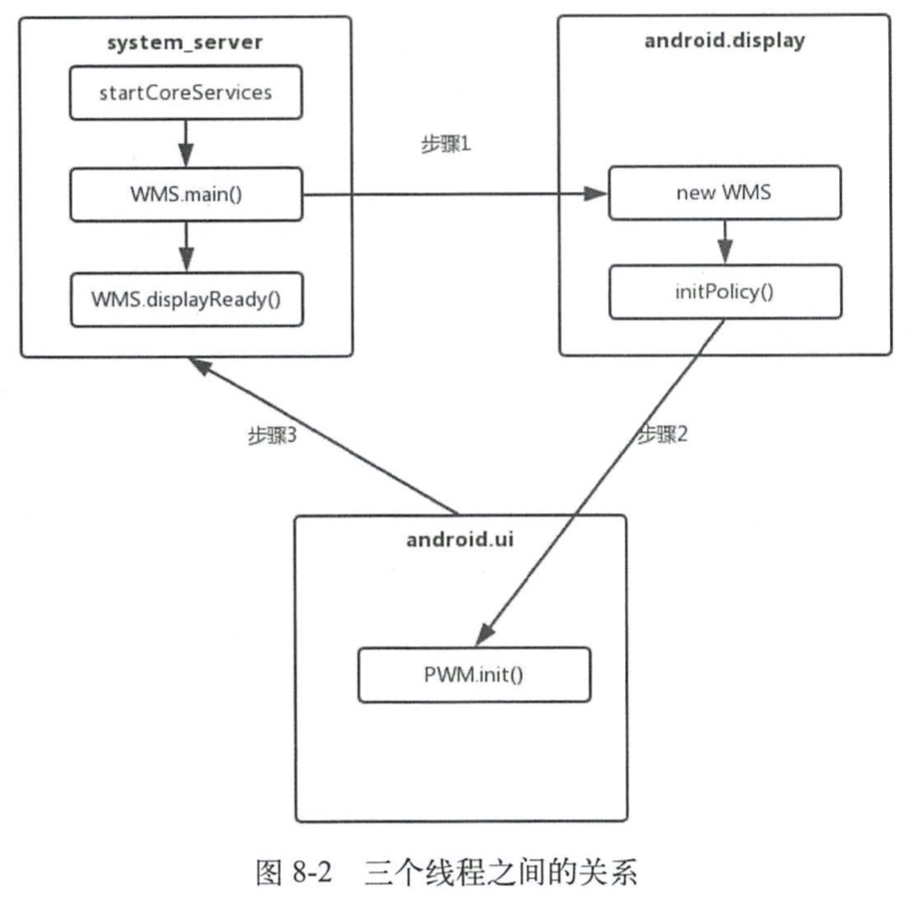 system_server
startCoreServices
WMS.main()
WMS.displayReady()
步骤1
android.display
new WMS
initPolicy()
步骤3
步骤2
android.ui
PWM.init()
图 8-2 三个线程之间的关系